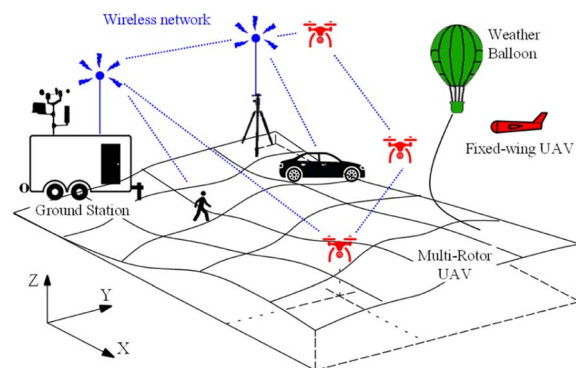 Wireless network
Weather
Balloon
Fixed-wing UAV
Ground Station
Multi-Rotor
UAV
Z
Y
X